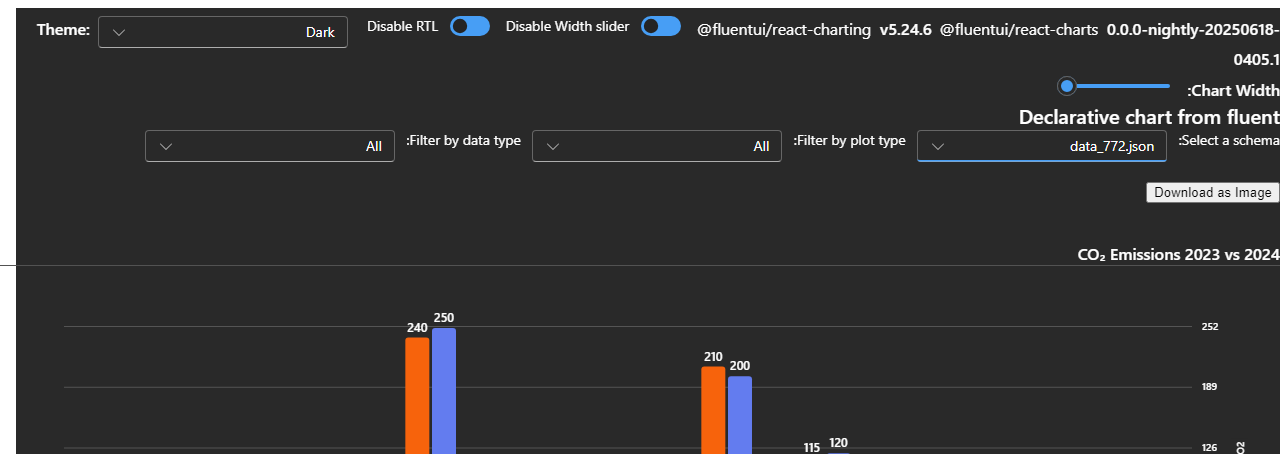 Theme:
Dark
Disable RTL
Disable Width slider
@fluentui/react-charting v5.24.6 @fluentui/react-charts 0.0.0-nightly-20250618-
0405.1
:Chart Width
Declarative chart from fluent
:Select a schema
data_772.json
:Filter by plot type
All
:Filter by data type
All
Download as Image
CO₂ Emissions 2023 vs 2024
252
189
126
240
250
210
200
115
120